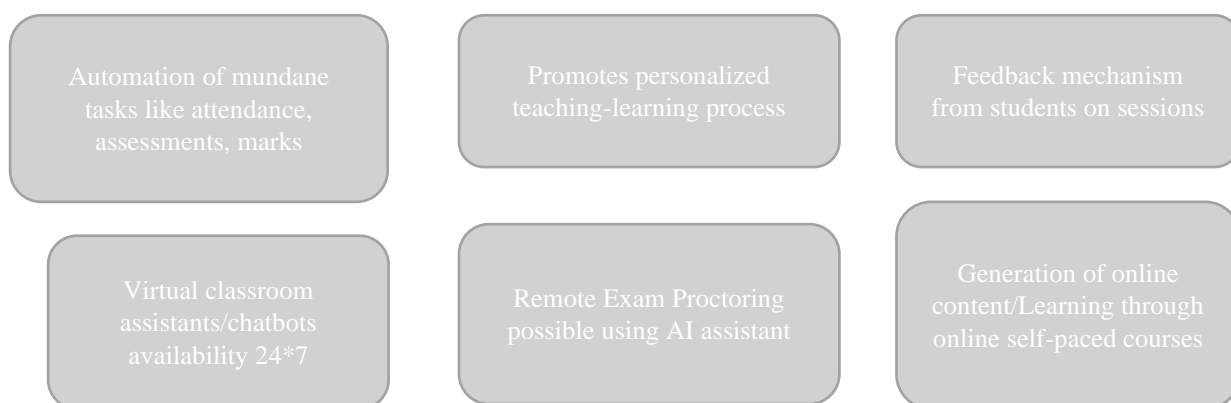 Automation of mundane
tasks like attendance,
assessments, marks
Promotes personalized
teaching-learning process
Feedback mechanism
from students on sessions
Virtual classroom
assistants/chatbots
availability 24*7
Remote Exam Proctoring
possible using AI assistant
Generation of online
content/Learning through
online self-paced courses